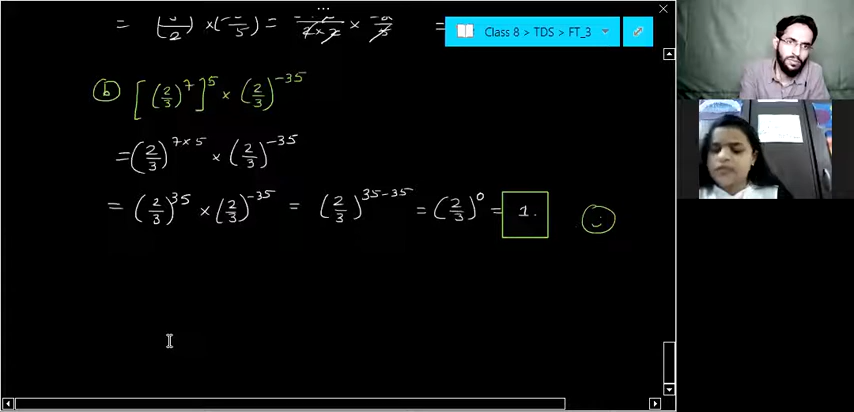 Class 8 > TDS > FT_3
(b) [(2/3)^7]^5 × (2/3)^-35
= (2/3)^7×5 × (2/3)^-35
= (2/3)^35 × (2/3)^-35 = (2/3)^35-35 = (2/3)^0 = 1.